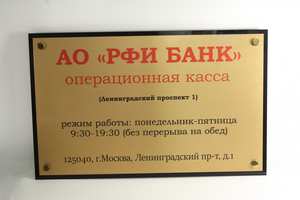 АО «РФИ БАНК»
операционная касса
(Ленинградский проспект 1)
режим работы: понедельник-пятница
9:30-19:30 (без перерыва на обед)
125040, г.Москва, Ленинградский пр-т, д.1